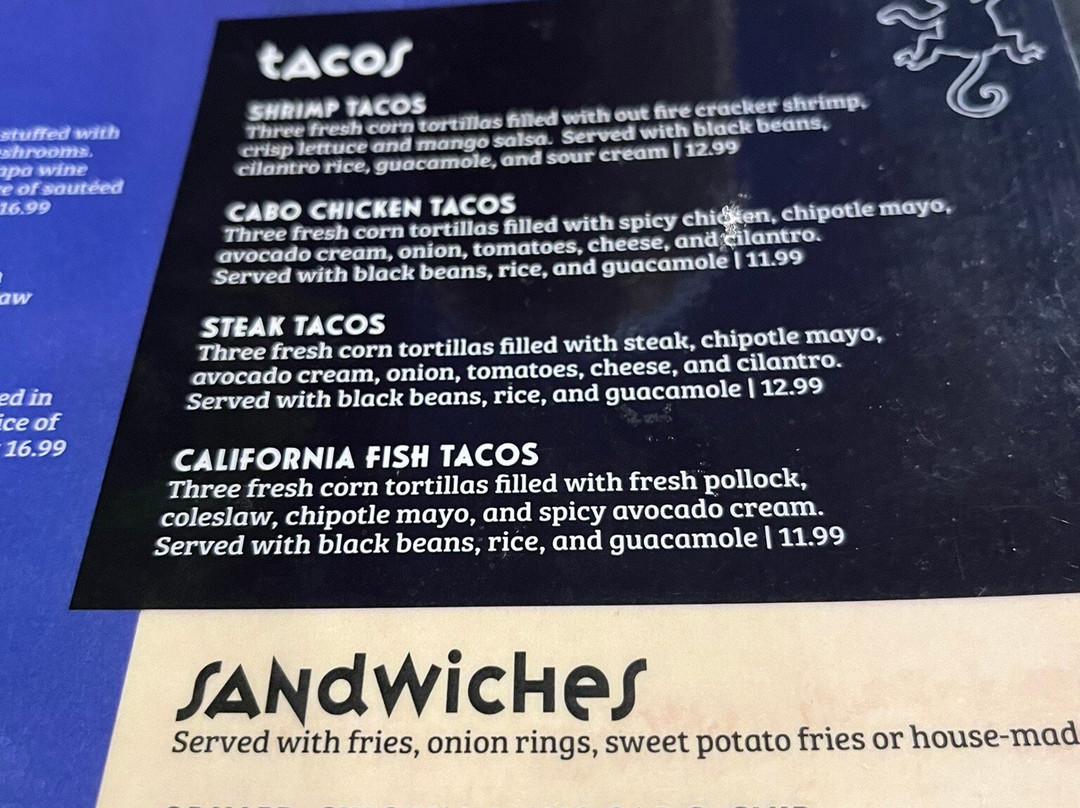 stuffed with
shrooms.
apa wine
e of sautéed
16.99
aw
ed in
ice of
16.99
tacos
SHRIMP TACOS
Three fresh corn tortillas filled with out fire cracker shrimp,
crisp lettuce and mango salsa. Served with black beans,
cilantro rice, guacamole, and sour cream | 12.99
CABO CHICKEN TACOS
Three fresh corn tortillas filled with spicy chicken, chipotle mayo,
avocado cream, onion, tomatoes, cheese, and cilantro.
Served with black beans, rice, and guacamole | 11.99
STEAK TACOS
Three fresh corn tortillas filled with steak, chipotle mayo,
avocado cream, onion, tomatoes, cheese, and cilantro.
Served with black beans, rice, and guacamole | 12.99
CALIFORNIA FISH TACOS
Three fresh corn tortillas filled with fresh pollock,
coleslaw, chipotle mayo, and spicy avocado cream.
Served with black beans, rice, and guacamole | 11.99
SANdWicHeS
Served with fries, onion rings, sweet potato fries or house-mad